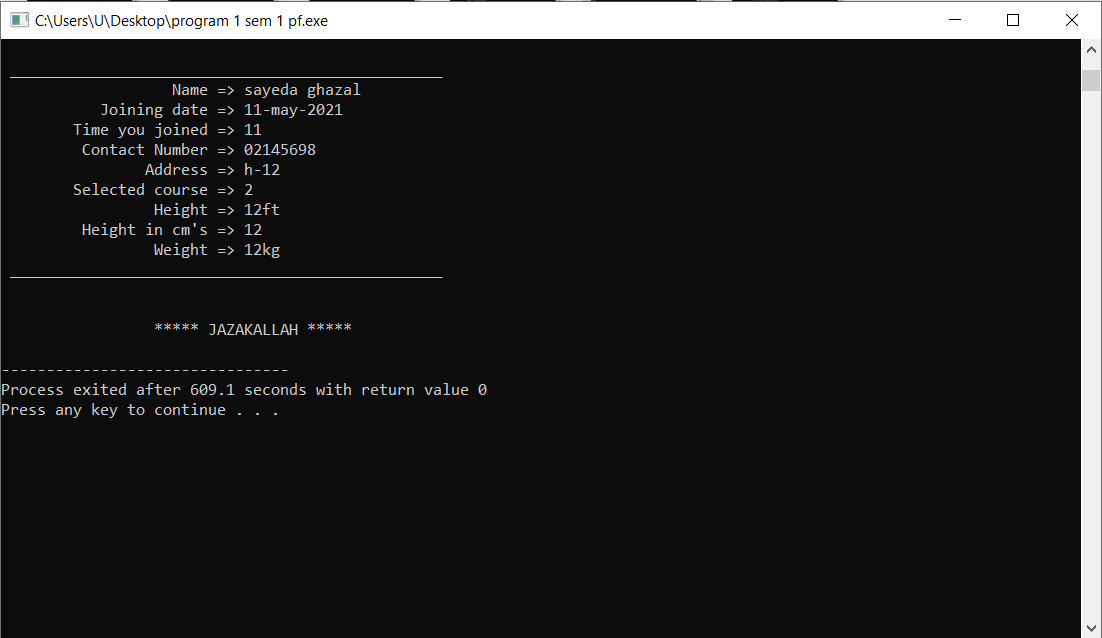 C:\Users\U\Desktop\program 1 sem 1 pf.exe
________________________________________________
Name => sayeda ghazal
Joining date => 11-may-2021
Time you joined => 11
Contact Number => 02145698
Address => h-12
Selected course => 2
Height => 12ft
Height in cm's => 12
Weight => 12kg
________________________________________________
***** JAZAKALLAH *****
--------------------------------
Process exited after 609.1 seconds with return value 0
Press any key to continue . . .